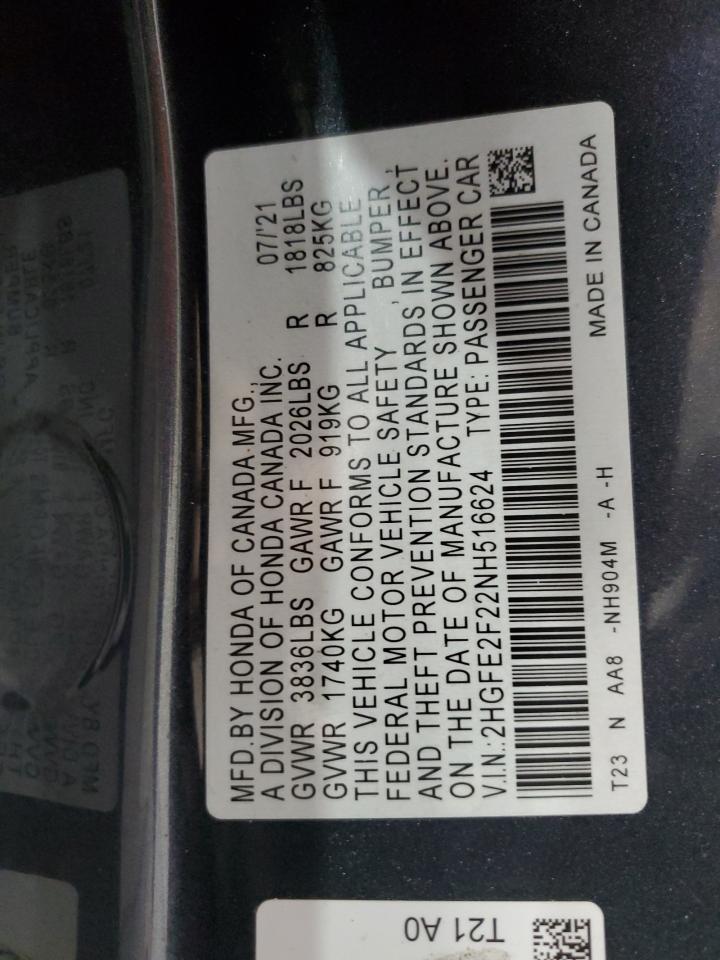 MFD.BY HONDA OF CANADA MFG.,
A DIVISION OF HONDA CANADA INC. 07/'21
GVWR 3836LBS GAWR F 2026LBS R 1818LBS
GVWR 1740KG GAWR F 919KG R 825KG
THIS VEHICLE CONFORMS TO ALL APPLICABLE
FEDERAL MOTOR VEHICLE SAFETY, BUMPER,
AND THEFT PREVENTION STANDARDS, IN EFFECT
ON THE DATE OF MANUFACTURE SHOWN ABOVE.
V.I.N.:2HGFE2F22NH516624 TYPE: PASSENGER CAR
T23 N AA8 -NH904M -A -H MADE IN CANADA
T21 A0